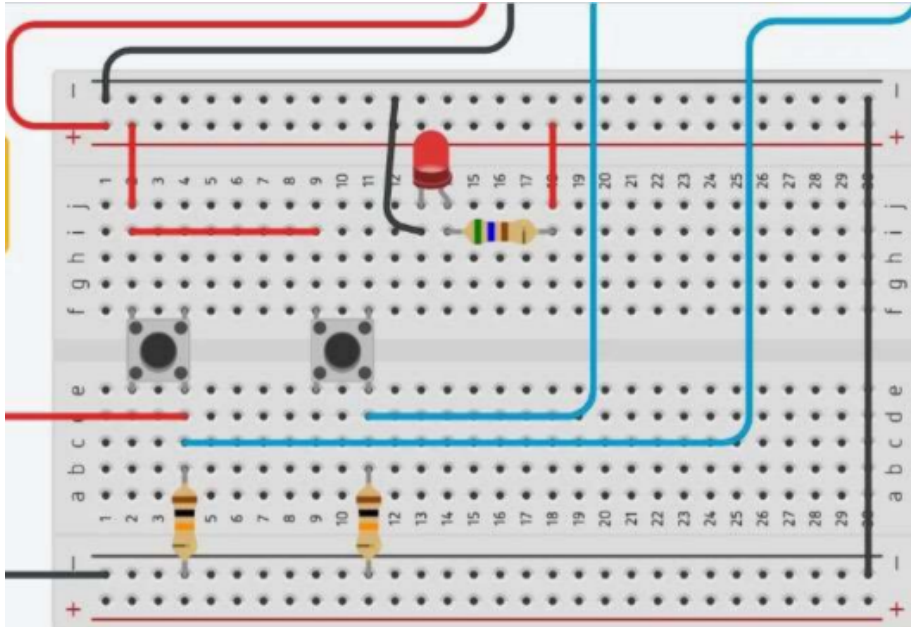 − −
+ +
1 2 3 4 5 6 7 8 9 10 11 12 15 16 17 18 19 20 21 22 23 24 25 26 27 28 29 30
j j
i i
h h
g g
f f
e e
d d
c c
b b
a a
1 2 3 4 5 6 7 8 9 10 12 13 14 15 16 17 18 19 20 21 22 23 24 25 26 27 28 29 30
− −
+ +